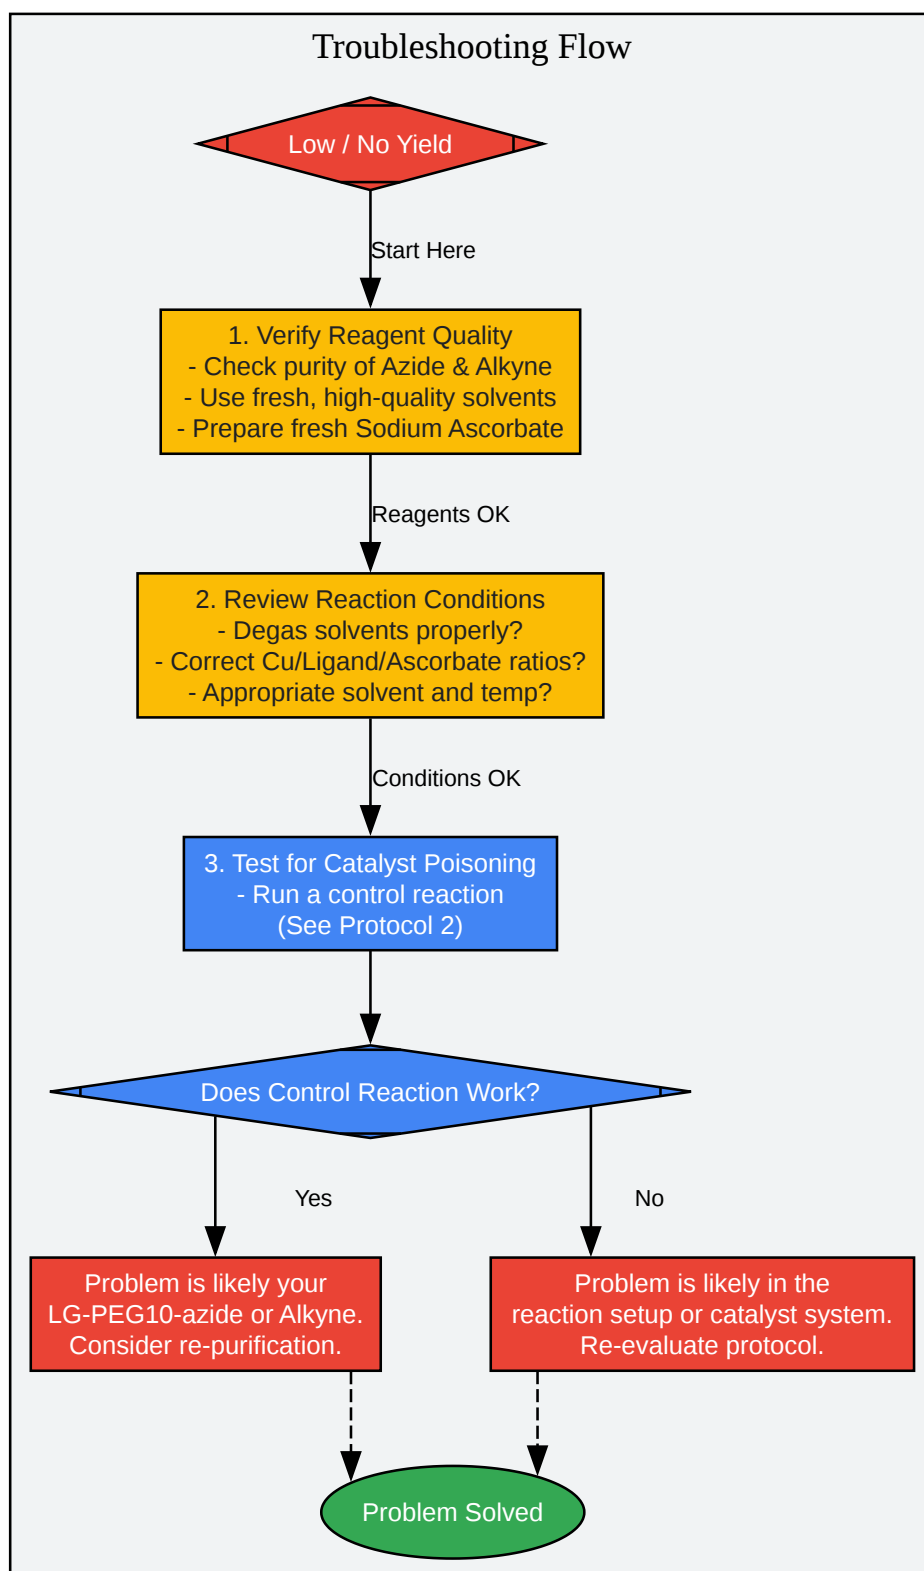 Troubleshooting Flow
Low / No Yield
Start Here
1. Verify Reagent Quality
- Check purity of Azide & Alkyne
- Use fresh, high-quality solvents
- Prepare fresh Sodium Ascorbate
Reagents OK
2. Review Reaction Conditions
- Degas solvents properly?
- Correct Cu/Ligand/Ascorbate ratios?
- Appropriate solvent and temp?
Conditions OK
3. Test for Catalyst Poisoning
- Run a control reaction
(See Protocol 2)
Does Control Reaction Work?
Yes
No
Problem is likely your
LG-PEG10-azide or Alkyne.
Consider re-purification.
Problem is likely in the
reaction setup or catalyst system.
Re-evaluate protocol.
Problem Solved